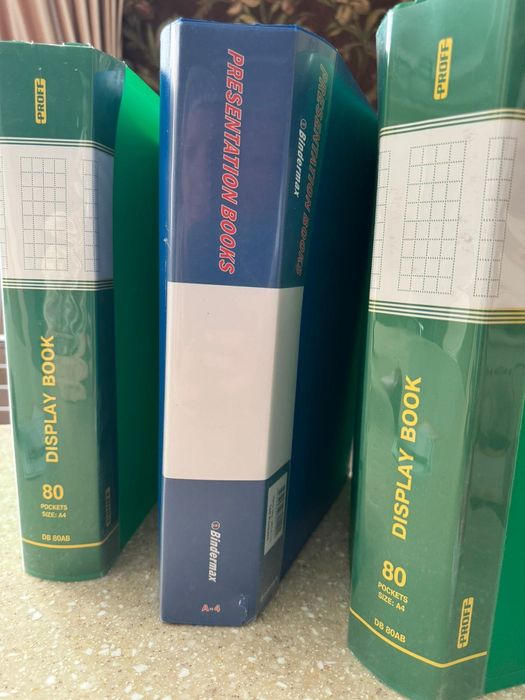 PROFF
DISPLAY BOOK
80
POCKETS
SIZE: A4
DB 80AB
PRESENTATION BOOKS
Bindermax
A-4
PRESENTATION BOOKS
Bindermax
PROFF
DISPLAY BOOK
80
POCKETS
SIZE: A4
DB 80AB
PROFF